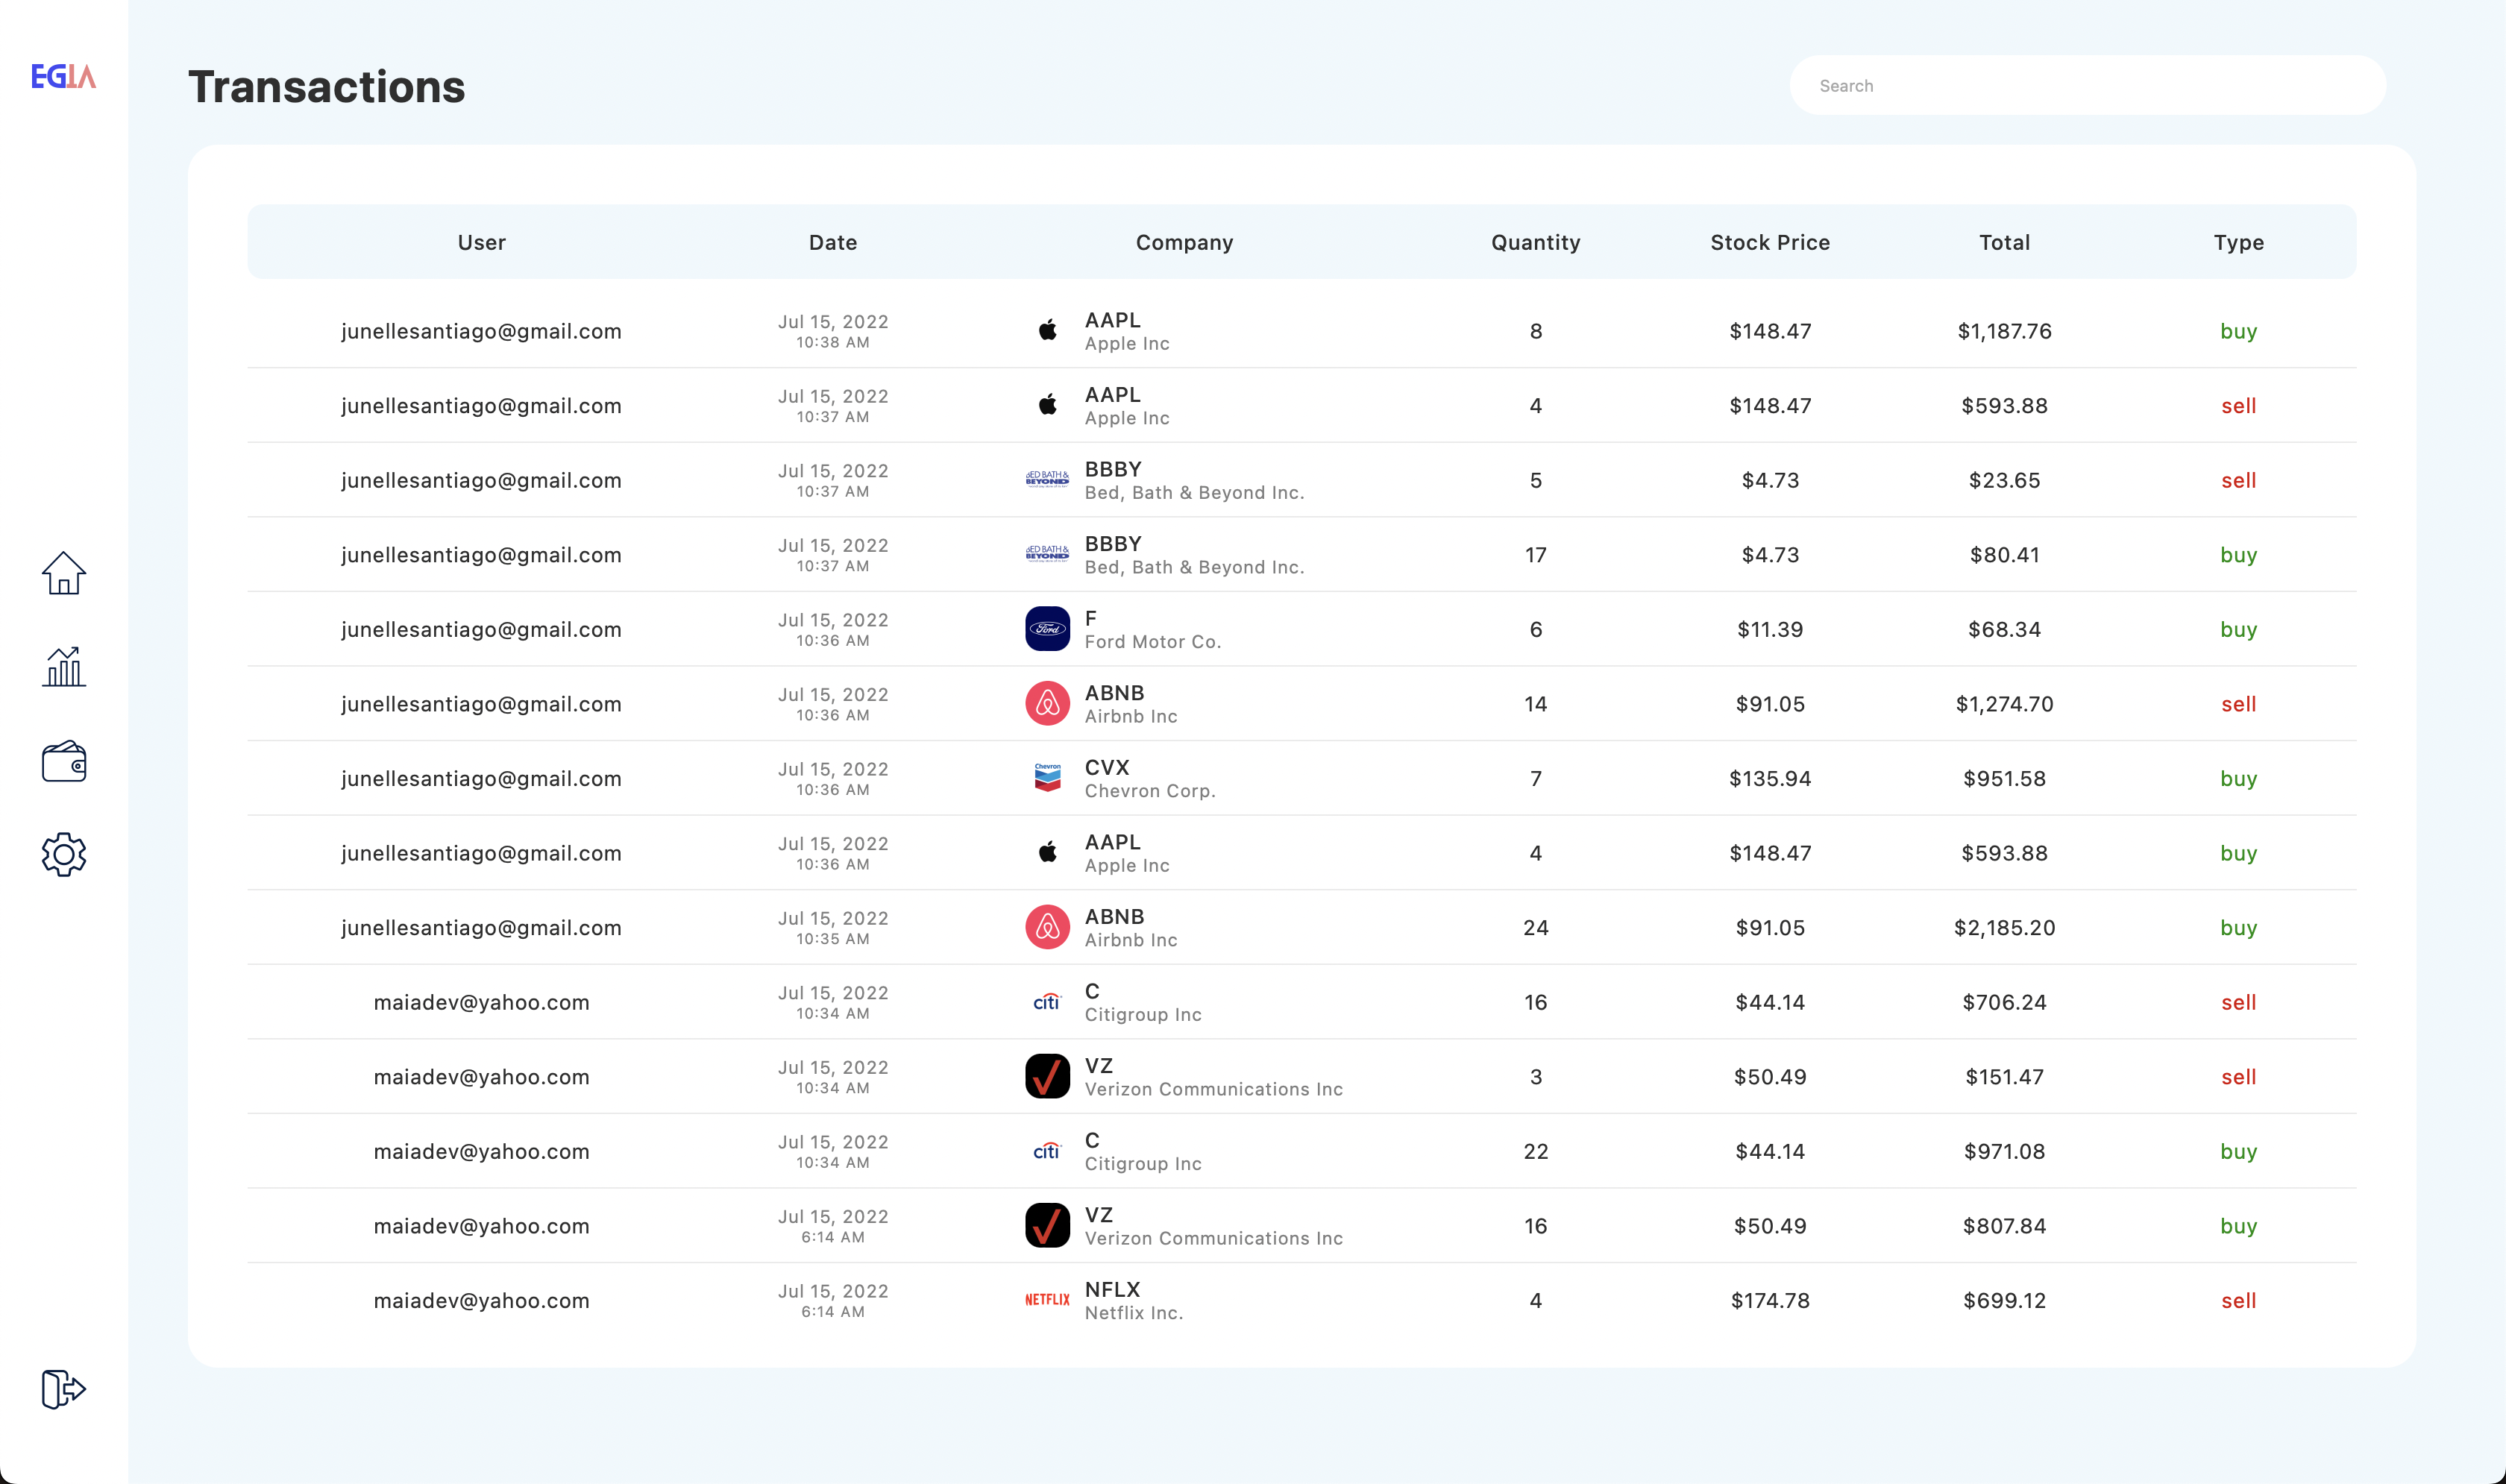 EGIA
Transactions
Search
User Date Company Quantity Stock Price Total Type
junellesantiago@gmail.com Jul 15, 2022 10:38 AM AAPL Apple Inc 8 $148.47 $1,187.76 buy
junellesantiago@gmail.com Jul 15, 2022 10:37 AM AAPL Apple Inc 4 $148.47 $593.88 sell
junellesantiago@gmail.com Jul 15, 2022 10:37 AM BED BATH & BEYOND BBBY Bed, Bath & Beyond Inc. 5 $4.73 $23.65 sell
junellesantiago@gmail.com Jul 15, 2022 10:37 AM BED BATH & BEYOND BBBY Bed, Bath & Beyond Inc. 17 $4.73 $80.41 buy
junellesantiago@gmail.com Jul 15, 2022 10:36 AM Ford F Ford Motor Co. 6 $11.39 $68.34 buy
junellesantiago@gmail.com Jul 15, 2022 10:36 AM ABNB Airbnb Inc 14 $91.05 $1,274.70 sell
junellesantiago@gmail.com Jul 15, 2022 10:36 AM Chevron CVX Chevron Corp. 7 $135.94 $951.58 buy
junellesantiago@gmail.com Jul 15, 2022 10:36 AM AAPL Apple Inc 4 $148.47 $593.88 buy
junellesantiago@gmail.com Jul 15, 2022 10:35 AM ABNB Airbnb Inc 24 $91.05 $2,185.20 buy
maiadev@yahoo.com Jul 15, 2022 10:34 AM citi C Citigroup Inc 16 $44.14 $706.24 sell
maiadev@yahoo.com Jul 15, 2022 10:34 AM VZ Verizon Communications Inc 3 $50.49 $151.47 sell
maiadev@yahoo.com Jul 15, 2022 10:34 AM citi C Citigroup Inc 22 $44.14 $971.08 buy
maiadev@yahoo.com Jul 15, 2022 6:14 AM VZ Verizon Communications Inc 16 $50.49 $807.84 buy
maiadev@yahoo.com Jul 15, 2022 6:14 AM NETFLIX NFLX Netflix Inc. 4 $174.78 $699.12 sell